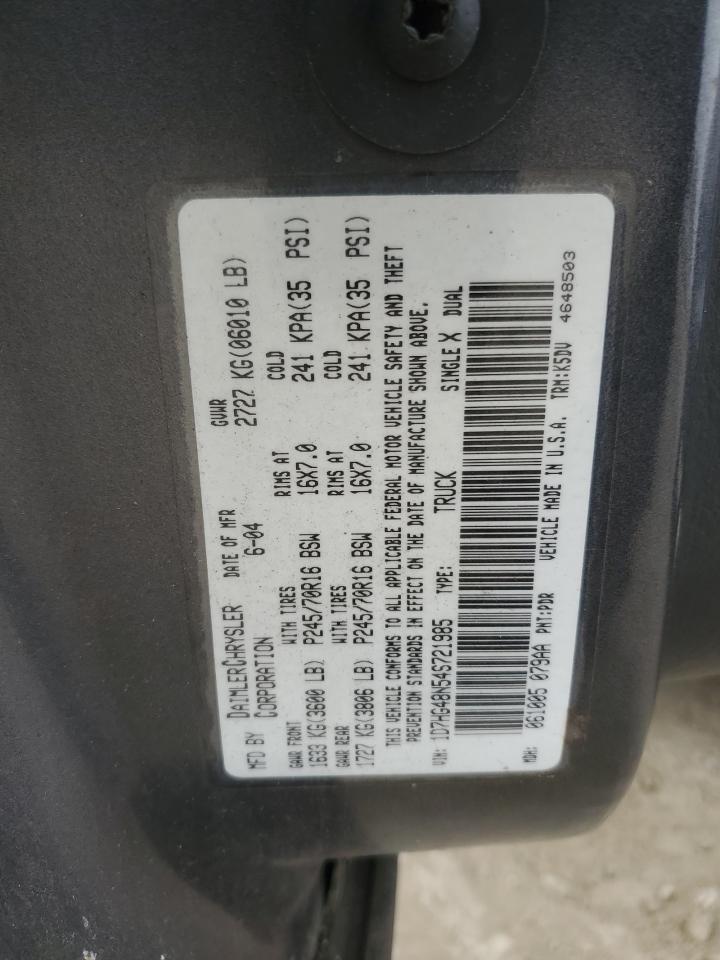 MFD BY DAIMLERCHRYSLER CORPORATION DATE OF MFR 6-04 GVWR 2727 KG(06010 LB)
GAWR FRONT WITH TIRES RIMS AT COLD
1633 KG(3600 LB) P245/70R16 BSW 16X7.0 241 KPA(35 PSI)
GAWR REAR WITH TIRES RIMS AT COLD
1727 KG(3806 LB) P245/70R16 BSW 16X7.0 241 KPA(35 PSI)
THIS VEHICLE CONFORMS TO ALL APPLICABLE FEDERAL MOTOR VEHICLE SAFETY AND THEFT
PREVENTION STANDARDS IN EFFECT ON THE DATE OF MANUFACTURE SHOWN ABOVE.
VIN: 1D7HG48N54S721985 TYPE: TRUCK SINGLE X DUAL
MDH: 061005 079AA PNT:PDR VEHICLE MADE IN U.S.A. TRM:K5DV 4648503